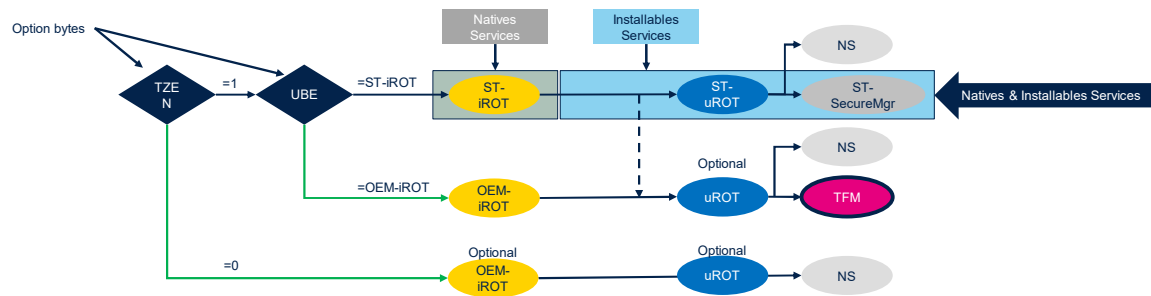 Natives
Services
Installables
Services
Option bytes
NS
TZE
N
=1
UBE
=ST-iROT
ST-
iROT
ST-
uROT
ST-
SecureMgr
Natives & Installables Services
NS
Optional
=OEM-iROT
OEM-
iROT
uROT
TFM
Optional
Optional
=0
OEM-
iROT
uROT
NS